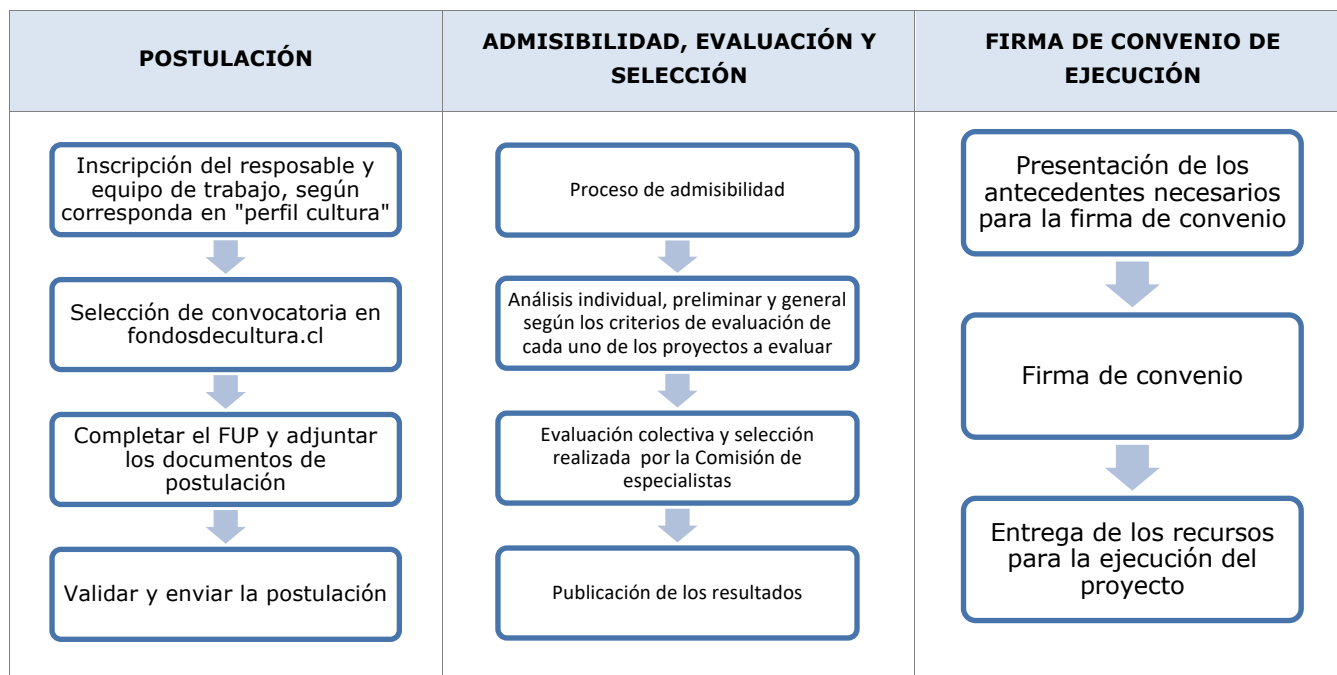 POSTULACIÓN
ADMISIBILIDAD, EVALUACIÓN Y
SELECCIÓN
FIRMA DE CONVENIO DE
EJECUCIÓN
Inscripción del resposable y
equipo de trabajo, según
corresponda en "perfil cultura"
Selección de convocatoria en
fondosdecultura.cl
Completar el FUP y adjuntar
los documentos de
postulación
Validar y enviar la postulación
Proceso de admisibilidad
Análisis individual, preliminar y general
según los criterios de evaluación de
cada uno de los proyectos a evaluar
Evaluación colectiva y selección
realizada por la Comisión de
especialistas
Publicación de los resultados
Presentación de los
antecedentes necesarios
para la firma de convenio
Firma de convenio
Entrega de los recursos
para la ejecución del
proyecto